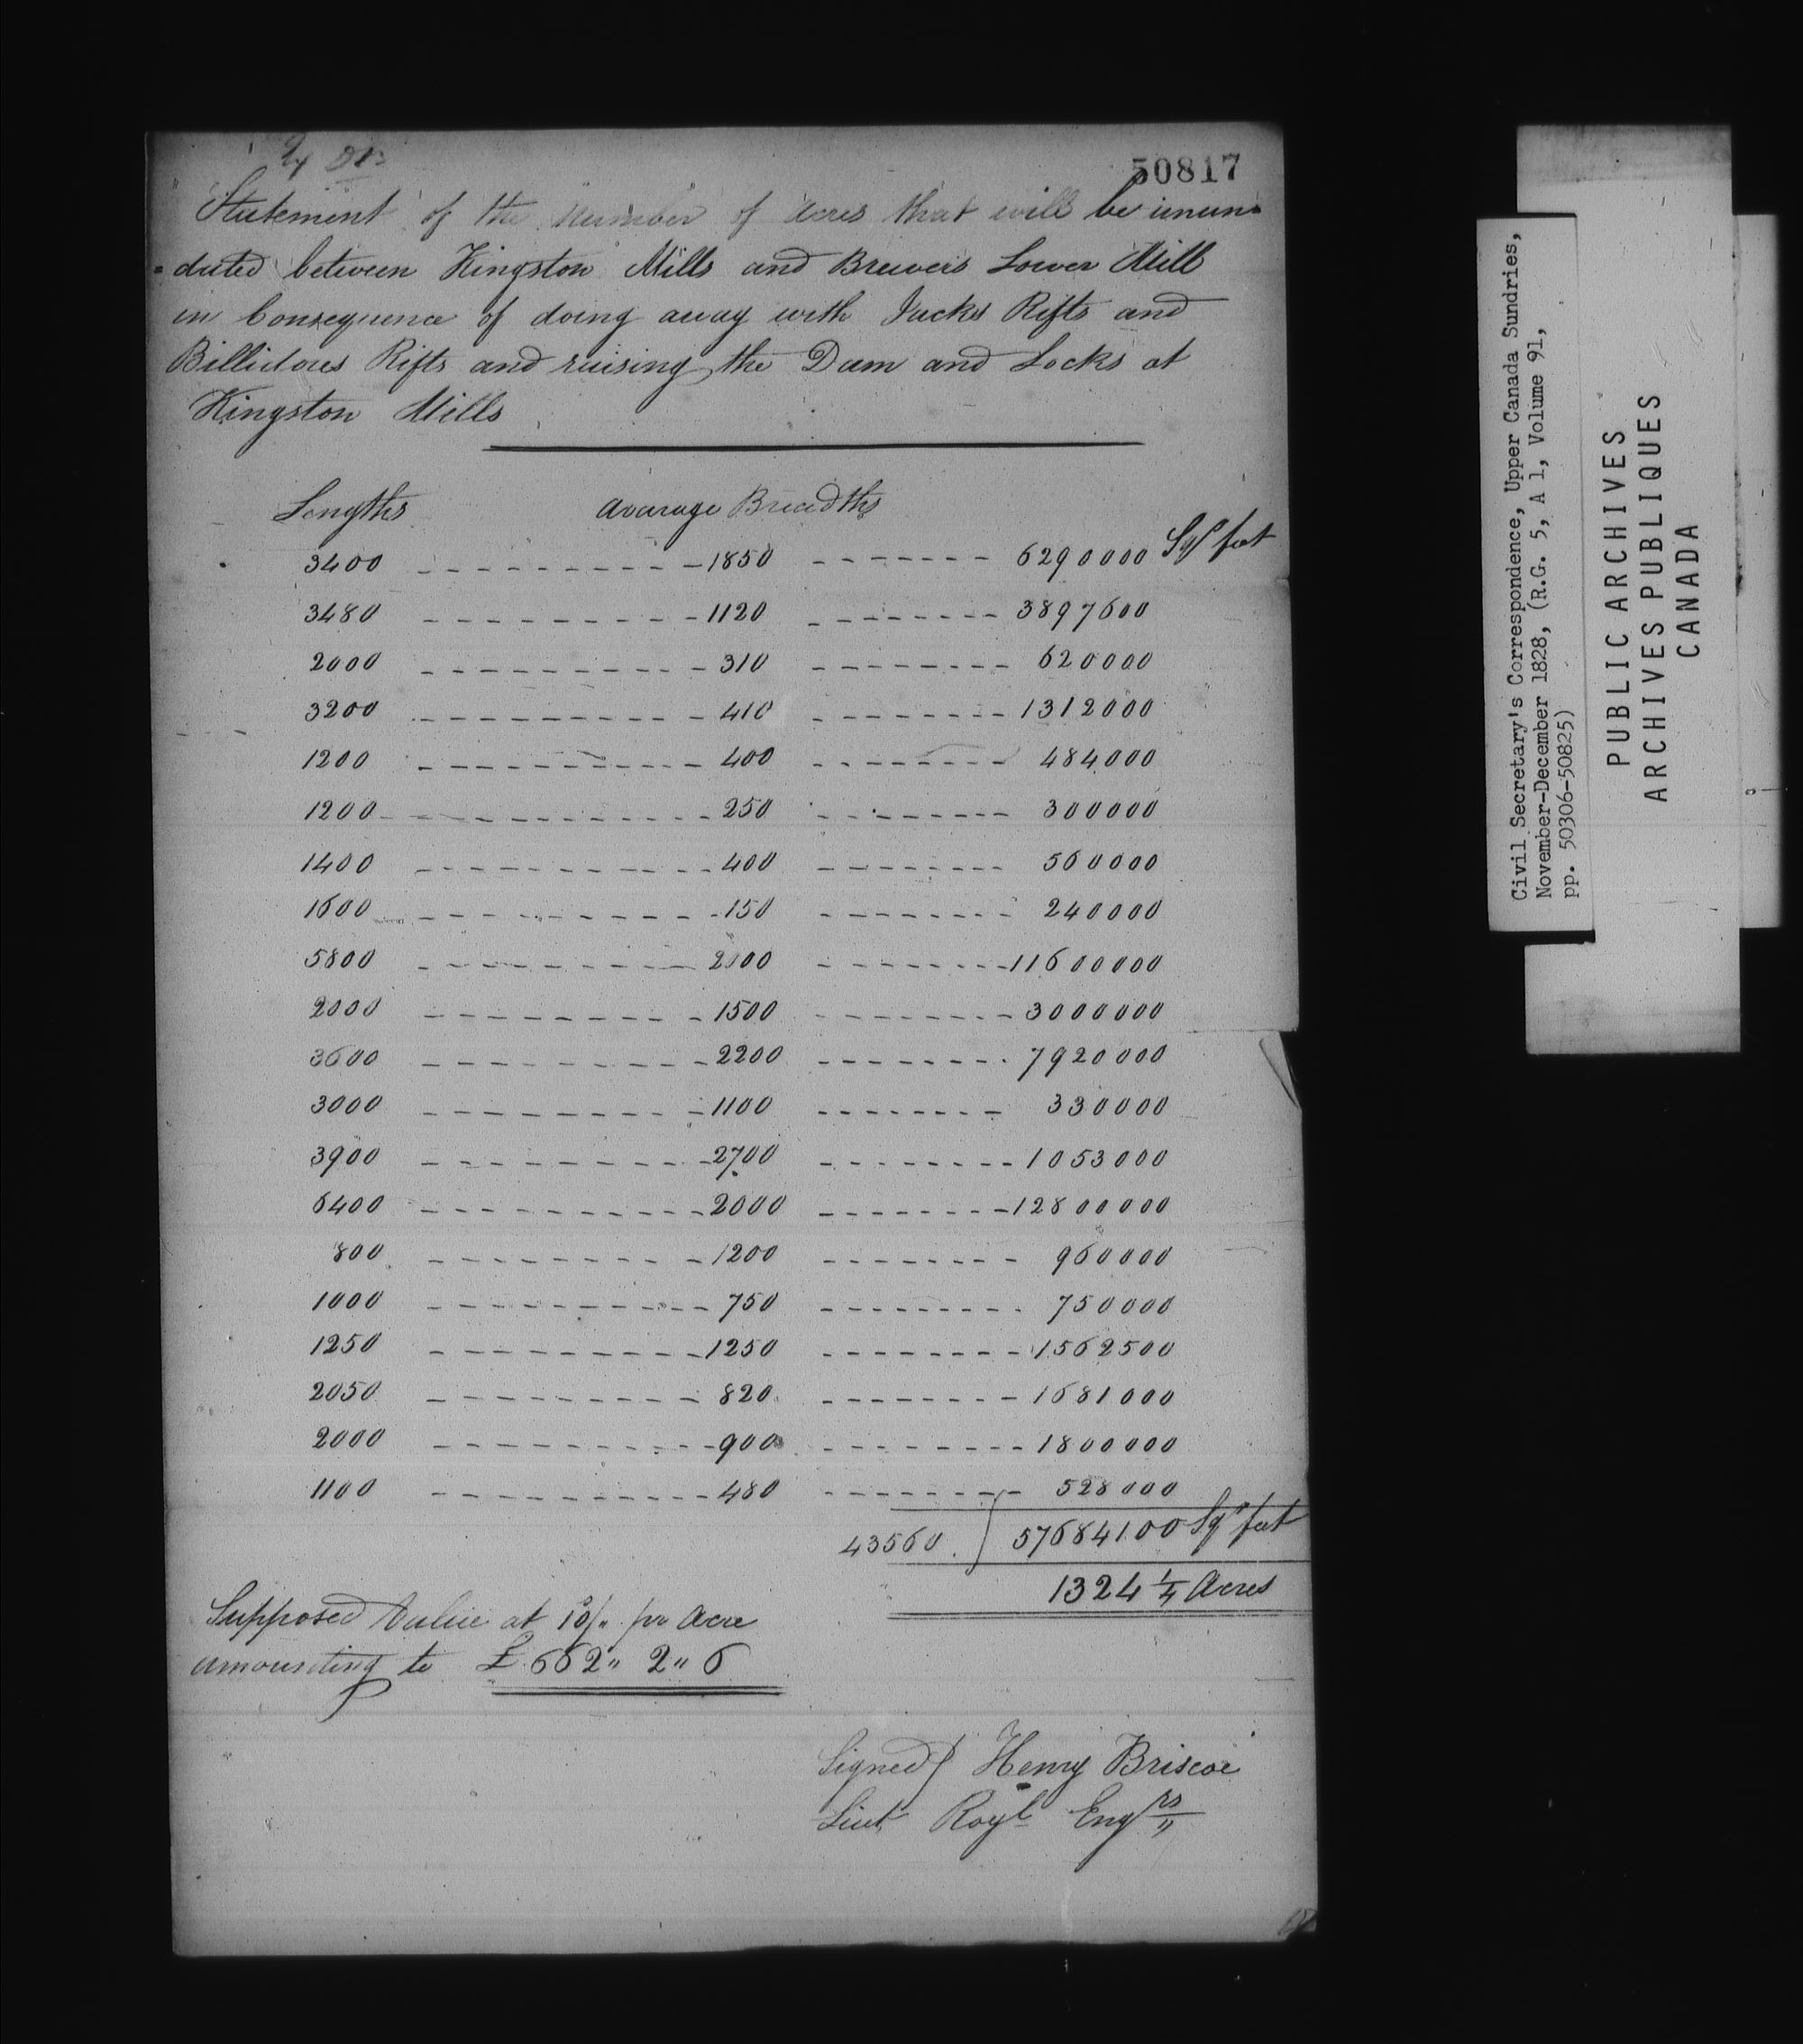 50817
Statement of the Number of Acres that will be inun=
=dated between Kingston Mills and Brewers Lower Mill
in Consequence of doing away with Jacks Rifts and
Billidores Rifts and raising the Dam and Locks at
Kingston Mills
Lengths Avarage Breadths
3400 - - - - - - - - - - 1850 - - - - - - - 6290000 Sqr feet
3480 - - - - - - - - - - 1120 - - - - - - - - 3897600
2000 - - - - - - - - - - 310 - - - - - - - - 620000
3200 - - - - - - - - - - 410 - - - - - - - - 1312000
1200 - - - - - - - - - - 400 - - - - - - - - 484000
1200 - - - - - - - - - - 250 - - - - - - - - 300000
1400 - - - - - - - - - - 400 - - - - - - - - 560000
1600 - - - - - - - - - - 150 - - - - - - - - 240000
5800 - - - - - - - - - - 2000 - - - - - - - - 11600000
2000 - - - - - - - - - - 1500 - - - - - - - - 3000000
3600 - - - - - - - - - - 2200 - - - - - - - - 7920000
3000 - - - - - - - - - - 1100 - - - - - - - - 330000
3900 - - - - - - - - - - 2700 - - - - - - - - 1053000
6400 - - - - - - - - - - 2000 - - - - - - - - 12800000
800 - - - - - - - - - - 1200 - - - - - - - - 960000
1000 - - - - - - - - - - 750 - - - - - - - - 750000
1250 - - - - - - - - - - 1250 - - - - - - - - 1562500
2050 - - - - - - - - - - 820 - - - - - - - - 1681000
2000 - - - - - - - - - - 900 - - - - - - - - 1800000
1100 - - - - - - - - - - 480 - - - - - - - - 528000
43560 ) 57684100 Sqr feet
1324 1/4 Acres
Supposed Value at 10/" pr Acre
amounting to £662" 2" 6
Signed) Henry Briscoe
Lieut Royl Engrs
Civil Secretary's Correspondence, Upper Canada Sundries,
November-December 1828, (R.G. 5, A 1, Volume 91,
pp. 50306-50825)
PUBLIC ARCHIVES
ARCHIVES PUBLIQUES
CANADA